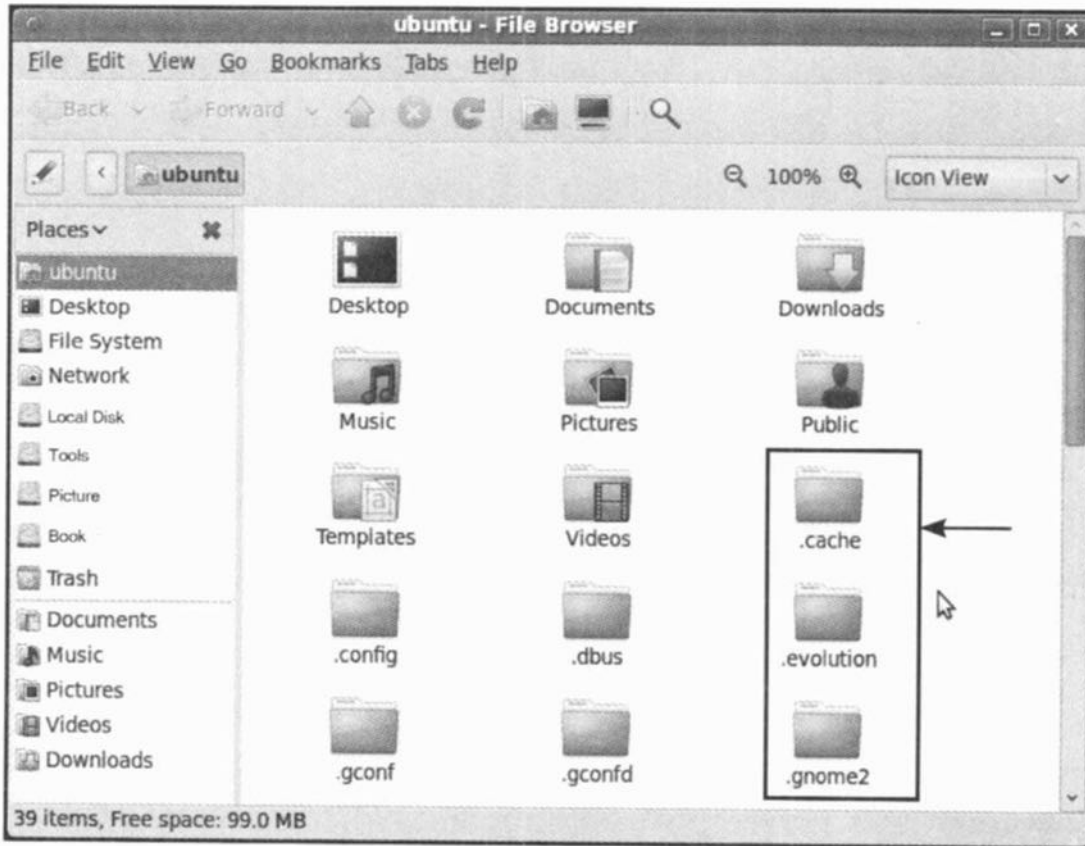 ubuntu - File Browser
File Edit View Go Bookmarks Tabs Help
Back Forward
ubuntu 100% Icon View
Places
ubuntu
Desktop
File System
Network
Local Disk
Tools
Picture
Book
Trash
Documents
Music
Pictures
Videos
Downloads
Desktop Documents Downloads
Music Pictures Public
Templates Videos .cache
.config .dbus .evolution
.gconf .gconfd .gnome2
39 items, Free space: 99.0 MB